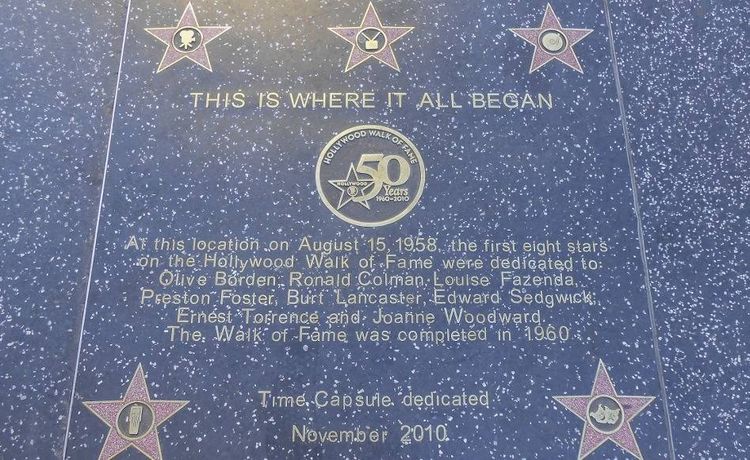 THIS IS WHERE IT ALL BEGAN
HOLLYWOOD WALK OF FAME
50
HOLLYWOOD
Years
1960-2010
At this location on August 15, 1958, the first eight stars
on the Hollywood Walk of Fame were dedicated to:
Olive Borden, Ronald Colman, Louise Fazenda,
Preston Foster, Burt Lancaster, Edward Sedgwick,
Ernest Torrence and Joanne Woodward.
The Walk of Fame was completed in 1960.
Time Capsule dedicated
November 2010.